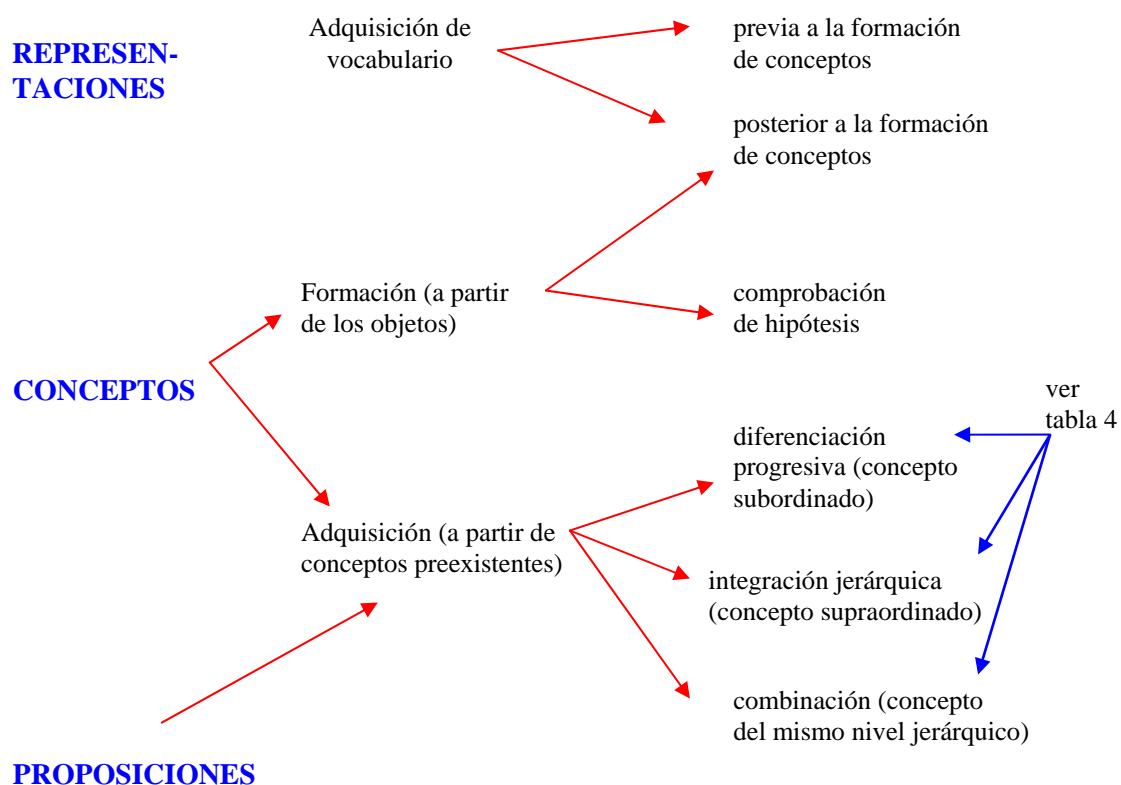 REPRESEN-
TACIONES
Adquisición de
vocabulario
previa a la formación
de conceptos
posterior a la formación
de conceptos
Formación (a partir
de los objetos)
comprobación
de hipótesis
CONCEPTOS
ver
tabla 4
diferenciación
progresiva (concepto
subordinado)
Adquisición (a partir de
conceptos preexistentes)
integración jerárquica
(concepto supraordinado)
combinación (concepto
del mismo nivel jerárquico)
PROPOSICIONES